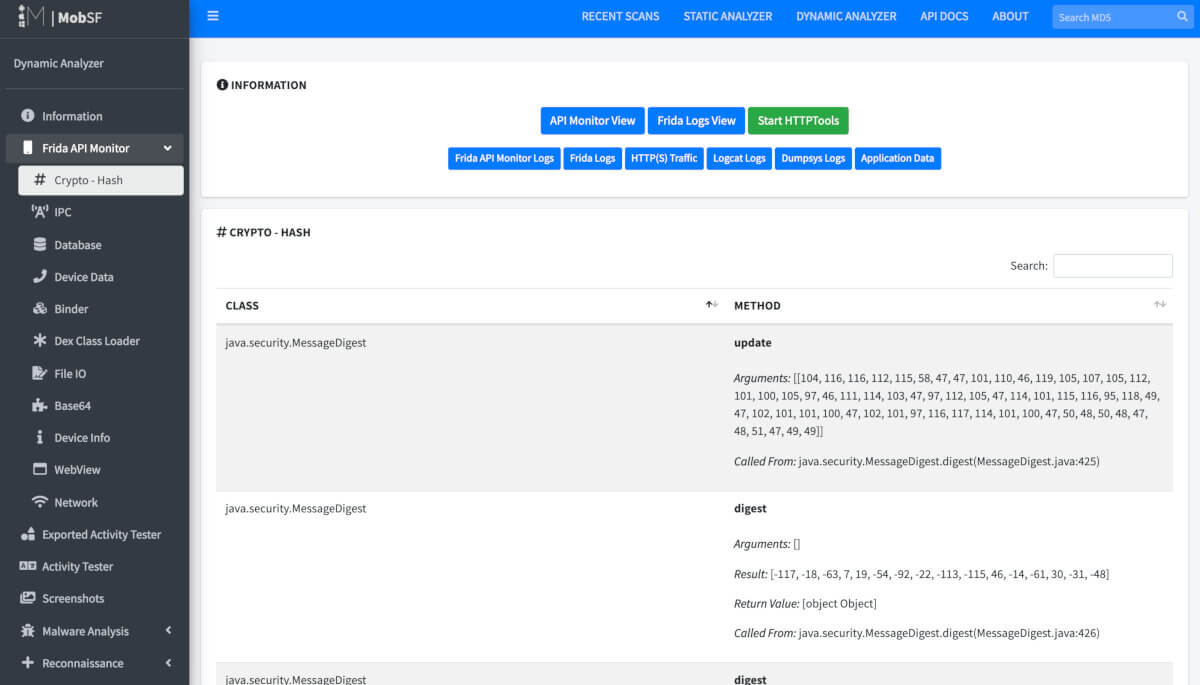 M | MobSF
RECENT SCANS STATIC ANALYZER DYNAMIC ANALYZER API DOCS ABOUT Search MD5
Dynamic Analyzer
Information
Frida API Monitor
Crypto - Hash
IPC
Database
Device Data
Binder
Dex Class Loader
File IO
Base64
Device Info
WebView
Network
Exported Activity Tester
Activity Tester
Screenshots
Malware Analysis
Reconnaissance
INFORMATION
API Monitor View Frida Logs View Start HTTPTools
Frida API Monitor Logs Frida Logs HTTP(S) Traffic Logcat Logs Dumpsys Logs Application Data
# CRYPTO - HASH
Search:
CLASS METHOD
java.security.MessageDigest update
Arguments: [[104, 116, 116, 112, 115, 58, 47, 47, 101, 110, 46, 119, 105, 107, 105, 112,
101, 100, 105, 97, 46, 111, 114, 103, 47, 97, 112, 105, 47, 114, 101, 115, 116, 95, 118, 49,
47, 102, 101, 101, 100, 47, 102, 101, 97, 116, 117, 114, 101, 100, 47, 50, 48, 50, 48, 47,
48, 51, 47, 49, 49]]
Called From: java.security.MessageDigest.digest(MessageDigest.java:425)
java.security.MessageDigest digest
Arguments: []
Result: [-117, -18, -63, 7, 19, -54, -92, -22, -113, -115, 46, -14, -61, 30, -31, -48]
Return Value: [object Object]
Called From: java.security.MessageDigest.digest(MessageDigest.java:426)
java.security.MessageDigest digest